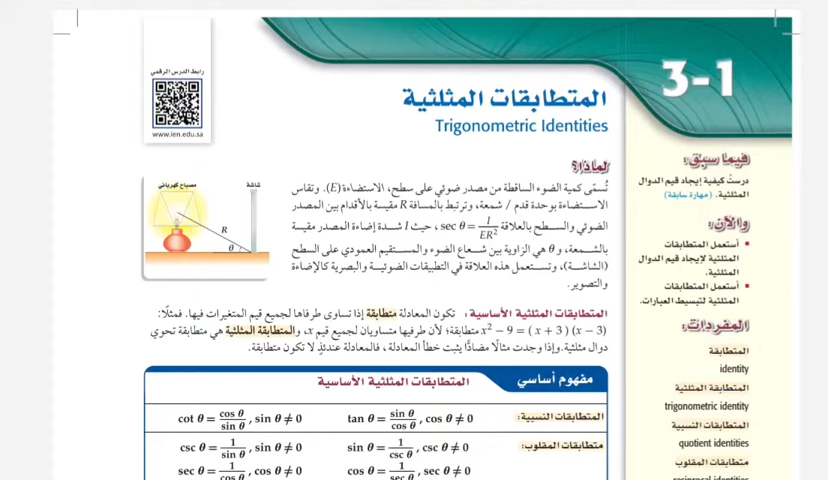 3-1
المتطابقات المثلثية
Trigonometric Identities
رابط الدرس الرقمي
www.ien.edu.sa
فيما سبق:
درستُ كيفية إيجاد قيم الدوال
المثلثية. (مهارة سابقة)
والآن:
أستعمل المتطابقات
المثلثية لإيجاد قيم الدوال
المثلثية.
أستعمل المتطابقات
المثلثية لتبسيط العبارات.
المفردات:
المتطابقة
identity
المتطابقة المثلثية
trigonometric identity
المتطابقات النسبية
quotient identities
متطابقات المقلوب
reciprocal identities
لماذا؟
تُسمّى كمية الضوء الساقطة من مصدر ضوئي على سطح، الاستضاءة (E). وتقاس
الاستضاءة بوحدة قدم / شمعة، وترتبط بالمسافة R مقيسة بالأقدام بين المصدر
الضوئي والسطح بالعلاقة sec θ = I/ER²، حيث I شدة إضاءة المصدر مقيسة
بالشمعة، و θ هي الزاوية بين شعاع الضوء والمستقيم العمودي على السطح
(الشاشة)، وتستعمل هذه العلاقة في التطبيقات الضوئية والبصرية كالإضاءة
والتصوير.
مصباح كهربائي
شاشة
R
θ
المتطابقات المثلثية الأساسية: تكون المعادلة متطابقة إذا تساوى طرفاها لجميع قيم المتغيرات فيها. فمثلًا:
x² − 9 = (x + 3)(x − 3) متطابقة؛ لأن طرفيها متساويان لجميع قيم x، والمتطابقة المثلثية هي متطابقة تحوي
دوال مثلثية. وإذا وجدت مثالًا مضادًّا يثبت خطأ المعادلة، فالمعادلة عندئذٍ لا تكون متطابقة.
مفهوم أساسي
المتطابقات المثلثية الأساسية
المتطابقات النسبية: tan θ = sin θ/cos θ, cos θ ≠ 0 cot θ = cos θ/sin θ, sin θ ≠ 0
متطابقات المقلوب: sin θ = 1/csc θ, csc θ ≠ 0 csc θ = 1/sin θ, sin θ ≠ 0
cos θ = 1/sec θ, sec θ ≠ 0 sec θ = 1/cos θ, cos θ ≠ 0